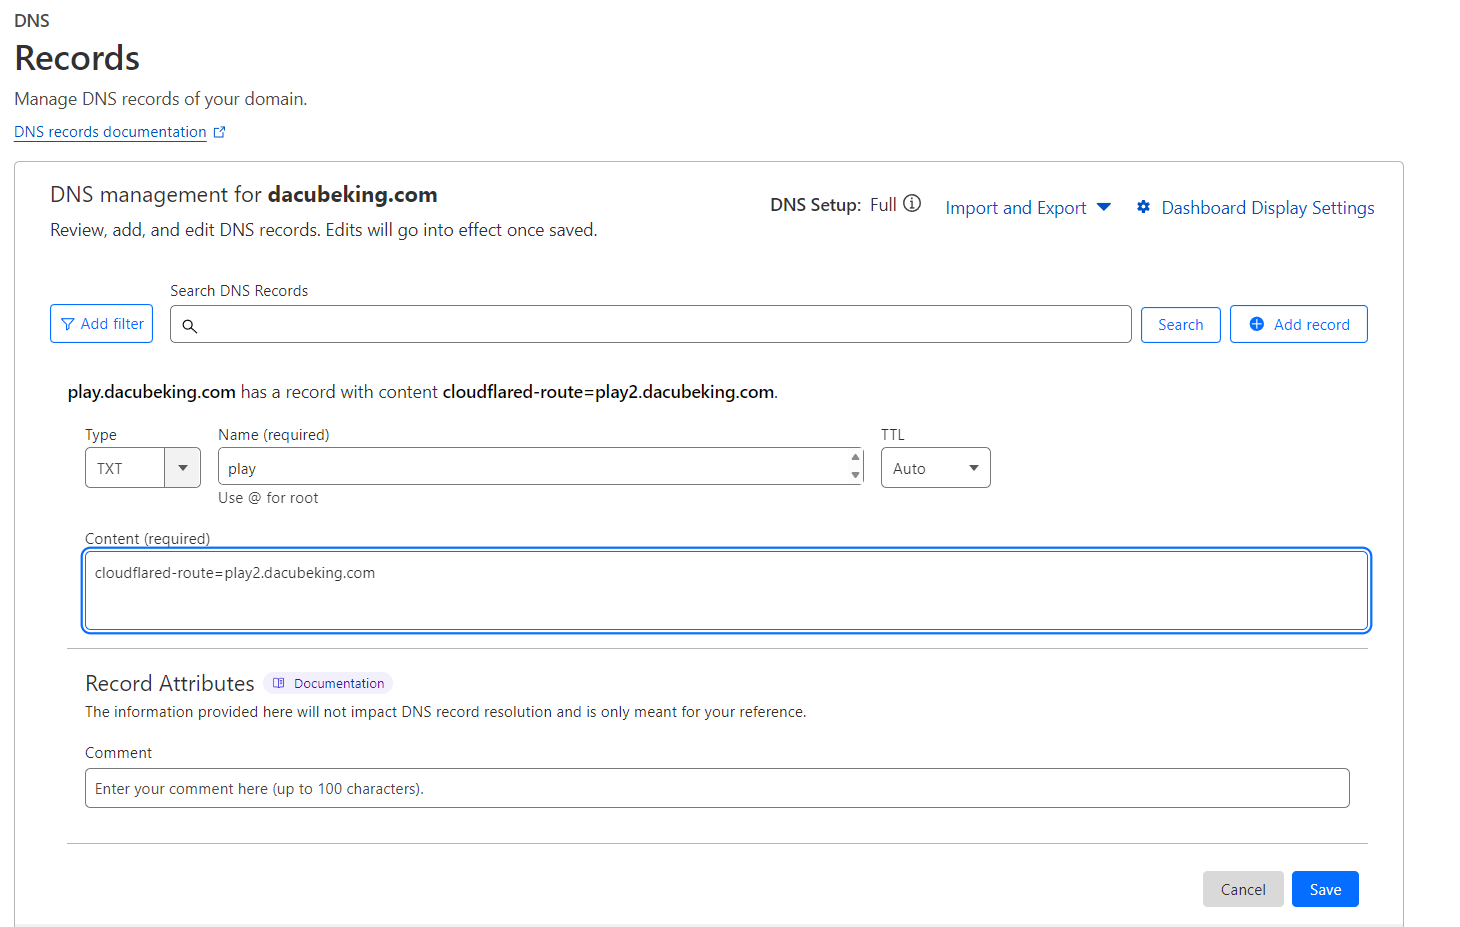 DNS
Records
Manage DNS records of your domain.
DNS records documentation
DNS management for dacubeking.com
Review, add, and edit DNS records. Edits will go into effect once saved.
DNS Setup: Full
Import and Export
Dashboard Display Settings
Search DNS Records
Add filter
Search
Add record
play.dacubeking.com has a record with content cloudflared-route=play2.dacubeking.com.
Type
Name (required)
TTL
TXT
play
Auto
Use @ for root
Content (required)
cloudflared-route=play2.dacubeking.com
Record Attributes
Documentation
The information provided here will not impact DNS record resolution and is only meant for your reference.
Comment
Enter your comment here (up to 100 characters).
Cancel
Save